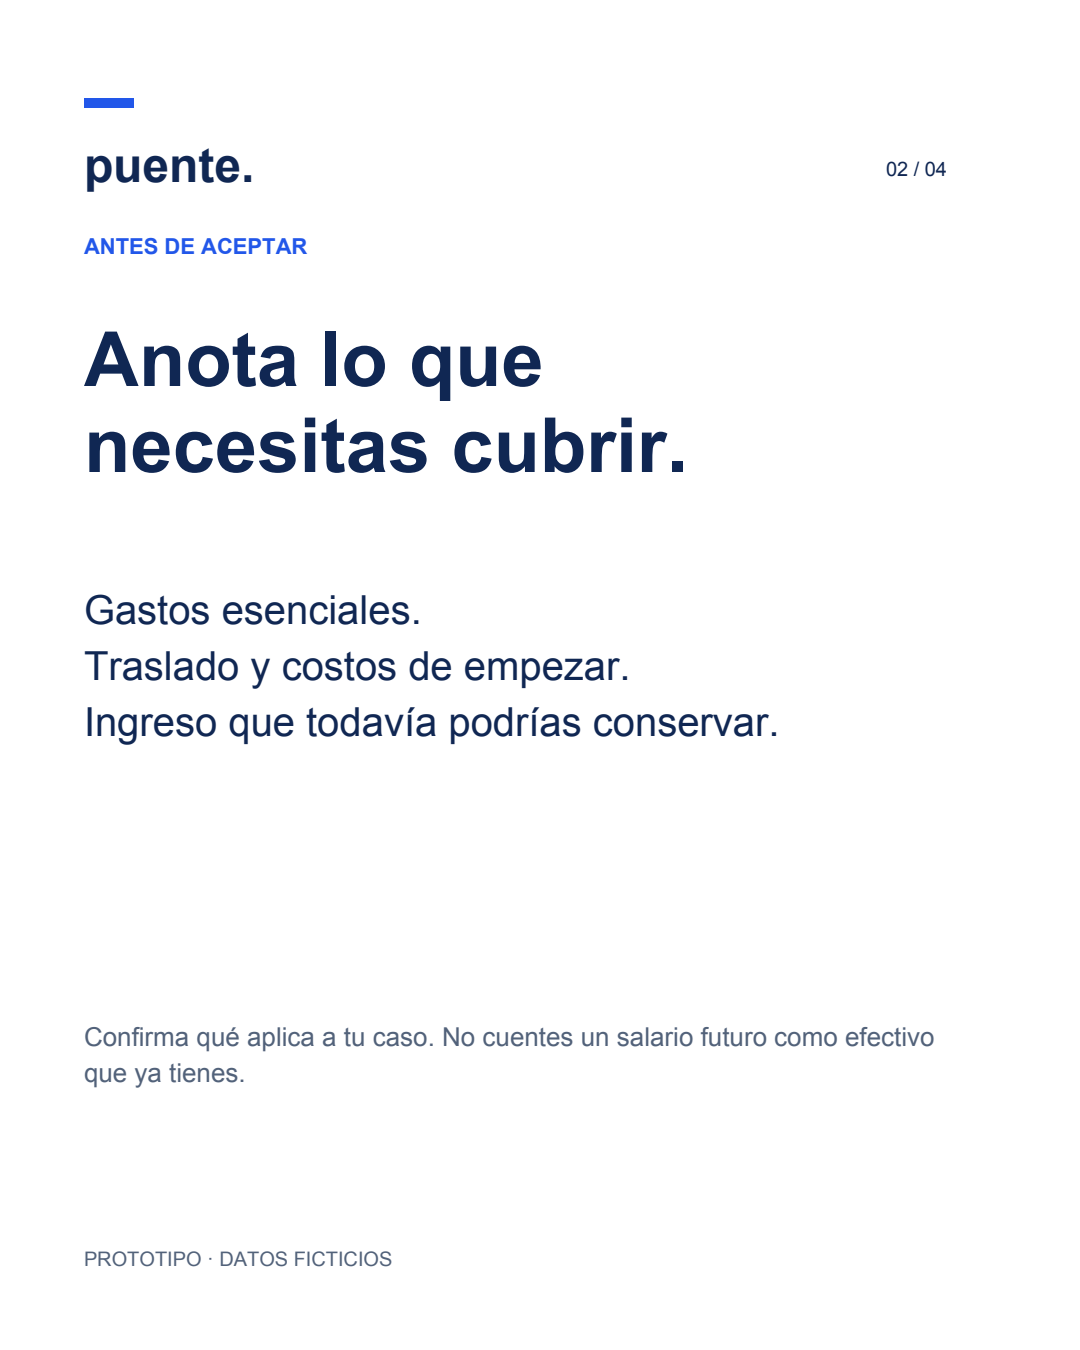 puente.
02 / 04
ANTES DE ACEPTAR
Anota lo que
necesitas cubrir.
Gastos esenciales.
Traslado y costos de empezar.
Ingreso que todavía podrías conservar.
Confirma qué aplica a tu caso. No cuentes un salario futuro como efectivo
que ya tienes.
PROTOTIPO · DATOS FICTICIOS